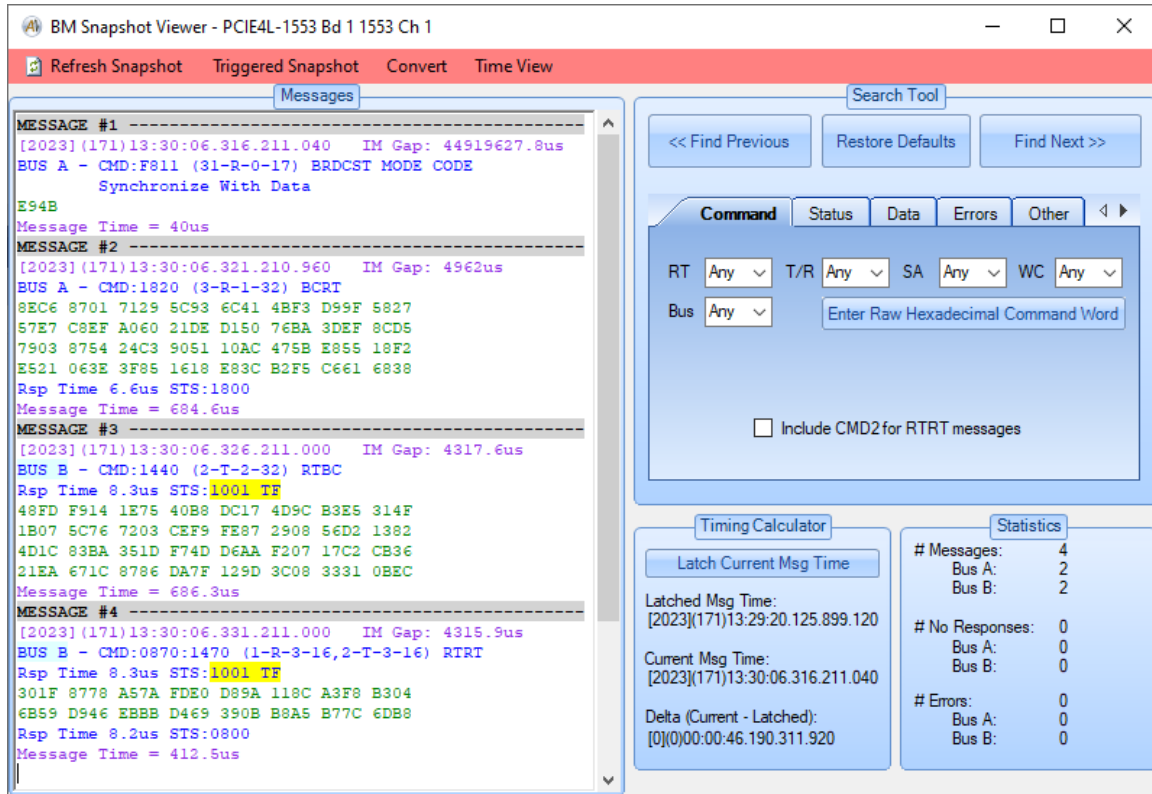 BM Snapshot Viewer - PCIE4L-1553 Bd 1 1553 Ch 1
Refresh Snapshot Triggered Snapshot Convert Time View
Messages
MESSAGE #1 --------------------------------------------
[2023](171)13:30:06.316.211.040 IM Gap: 44919627.8us
BUS A - CMD:F811 (31-R-0-17) BRDCST MODE CODE
Synchronize With Data
E94B
Message Time = 40us
MESSAGE #2 --------------------------------------------
[2023](171)13:30:06.321.210.960 IM Gap: 4962us
BUS A - CMD:1820 (3-R-1-32) BCRT
8EC6 8701 7129 5C93 6C41 4BF3 D99F 5827
57E7 C8EF A060 21DE D150 76BA 3DEF 8CD5
7903 8754 24C3 9051 10AC 475B E855 18F2
E521 063E 3F85 1618 E83C B2F5 C661 6838
Rsp Time 6.6us STS:1800
Message Time = 684.6us
MESSAGE #3 --------------------------------------------
[2023](171)13:30:06.326.211.000 IM Gap: 4317.6us
BUS B - CMD:1440 (2-T-2-32) RTBC
Rsp Time 8.3us STS:1001 TF
48FD F914 1E75 40B8 DC17 4D9C B3E5 314F
1B07 5C76 7203 CEF9 FE87 2908 56D2 1382
4D1C 83BA 351D F74D D6AA F207 17C2 CB36
21EA 671C 8786 DA7F 129D 3C08 3331 0BEC
Message Time = 686.3us
MESSAGE #4 --------------------------------------------
[2023](171)13:30:06.331.211.000 IM Gap: 4315.9us
BUS B - CMD:0870:1470 (1-R-3-16,2-T-3-16) RTRT
Rsp Time 8.3us STS:1001 TF
301F 8778 A57A FDE0 D89A 118C A3F8 B304
6B59 D946 EBBB D469 390B B8A5 B77C 6DB8
Rsp Time 8.2us STS:0800
Message Time = 412.5us
Search Tool
<< Find Previous Restore Defaults Find Next >>
Command Status Data Errors Other
RT Any T/R Any SA Any WC Any
Bus Any Enter Raw Hexadecimal Command Word
Include CMD2 for RTRT messages
Timing Calculator
Latch Current Msg Time
Latched Msg Time:
[2023](171)13:29:20.125.899.120
Current Msg Time:
[2023](171)13:30:06.316.211.040
Delta (Current - Latched):
[0](0)00:00:46.190.311.920
Statistics
# Messages: 4
Bus A: 2
Bus B: 2
# No Responses: 0
Bus A: 0
Bus B: 0
# Errors: 0
Bus A: 0
Bus B: 0